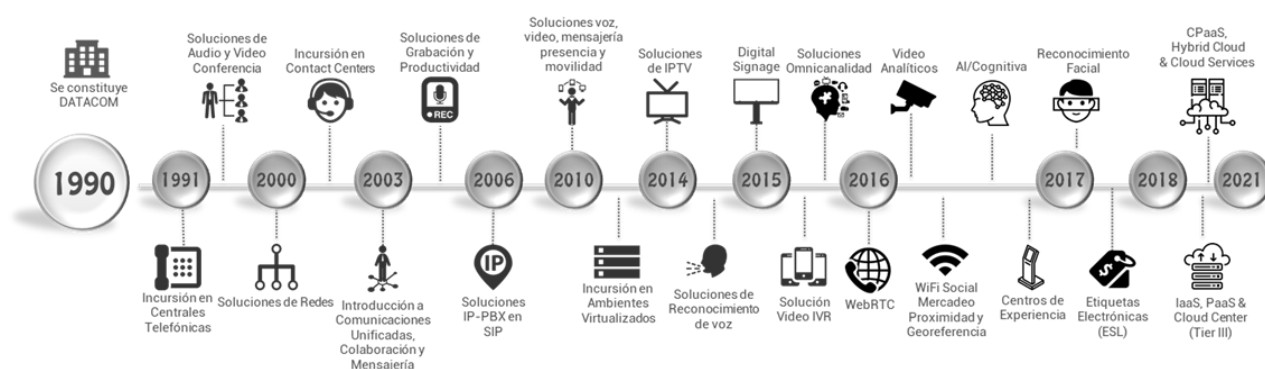 Se constituye
DATACOM
Soluciones de
Audio y Video
Conferencia
Incursión en
Contact Centers
Soluciones de
Grabación y
Productividad
REC
Soluciones voz,
video, mensajería
presencia y
movilidad
Soluciones
de IPTV
Digital
Signage
Soluciones
Omnicanalidad
Video
Analíticos
AI/Cognitiva
Reconocimiento
Facial
CPaaS,
Hybrid Cloud
& Cloud Services
1990
1991
2000
2003
2006
2010
2014
2015
2016
2017
2018
2021
Incursión en
Centrales
Telefónicas
Soluciones de Redes
Introducción a
Comunicaciones
Unificadas,
Colaboración y
Mensajería
IP
Soluciones
IP-PBX en
SIP
Incursión en
Ambientes
Virtualizados
Soluciones de
Reconocimiento
de voz
Solución
Video IVR
WebRTC
WiFi Social
Mercadeo
Proximidad y
Georeferencia
Centros de
Experiencia
$
Etiquetas
Electrónicas
(ESL)
IaaS, PaaS &
Cloud Center
(Tier III)